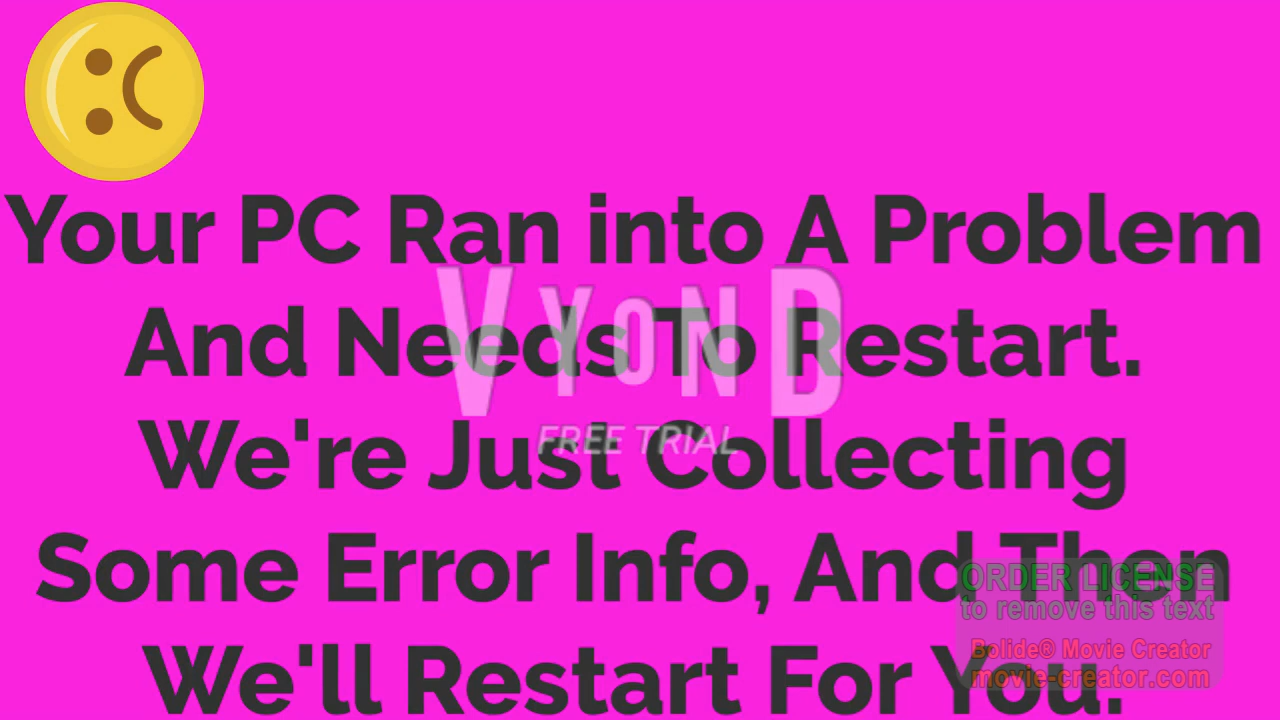 Your PC Ran into A Problem
And Needs To Restart.
We're Just Collecting
Some Error Info, And Then
We'll Restart For You.
VYOND
FREE TRIAL
ORDER LICENSE
to remove this text
Bolide® Movie Creator
movie-creator.com